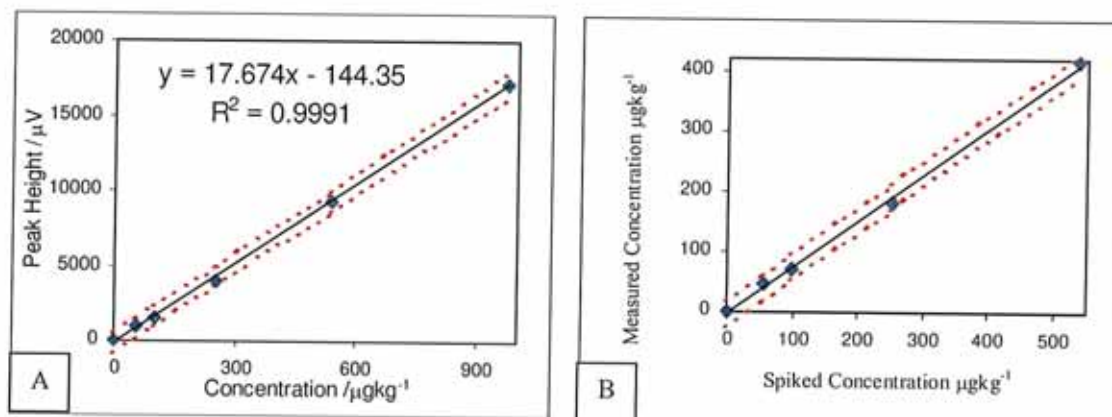 20000
15000
10000
5000
0
Peak Height / µV
y = 17.674x - 144.35
R² = 0.9991
0 300 600 900
Concentration /µgkg⁻¹
A
400
300
200
100
0
Measured Concentration µgkg⁻¹
0 100 200 300 400 500
Spiked Concentration µgkg⁻¹
B